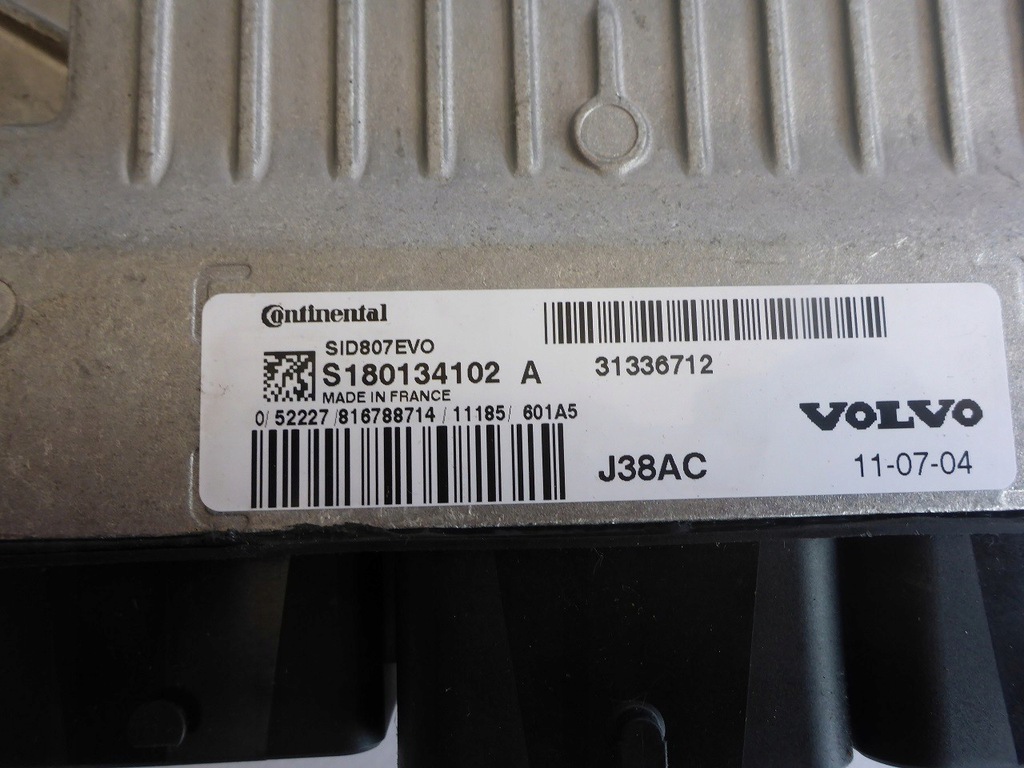 Continental
SID807EVO
S180134102 A
MADE IN FRANCE
0/ 52227 /816788714 / 11185/ 601A5
31336712
VOLVO
J38AC
11-07-04